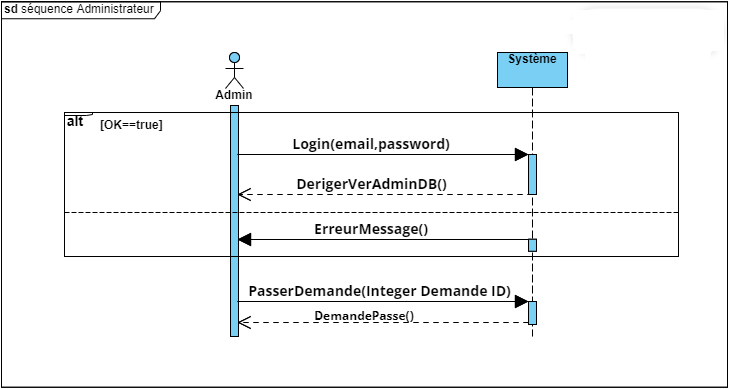 sd séquence Administrateur
Système
Admin
alt
[OK==true]
Login(email,password)
DerigerVerAdminDB()
ErreurMessage()
PasserDemande(Integer Demande ID)
DemandePasse()